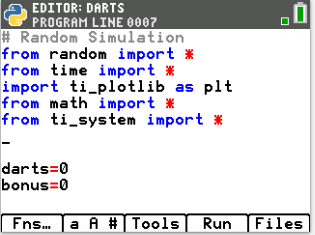 EDITOR: DARTS
PROGRAM LINE 0007
# Random Simulation
from random import *
from time import *
import ti_plotlib as plt
from math import *
from ti_system import *
_
darts=0
bonus=0
Fns… a A # Tools Run Files